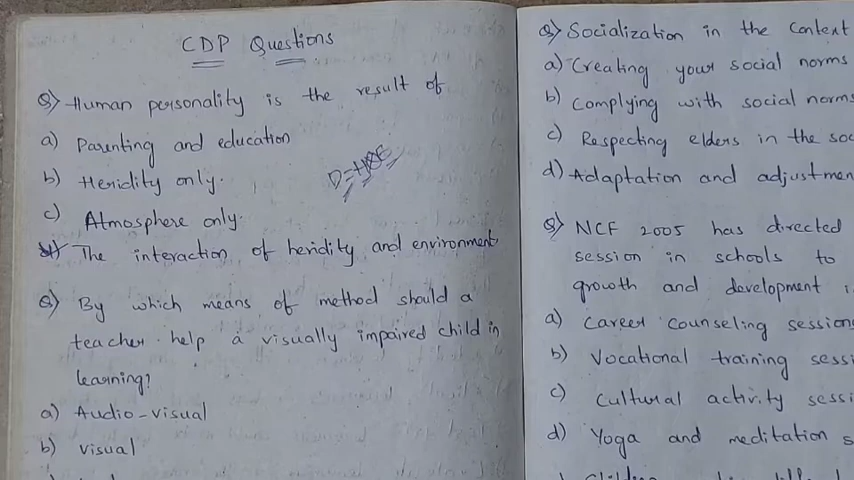 CDP Questions
Q) Human personality is the result of
a) Parenting and education
b) Heridity only.
c) Atmosphere only.
The interaction of heridity and environment
Q) By which means of method should a
teacher help a visually impaired child in
learning?
a) Audio-visual
b) visual
Q) Socialization in the context
a) Creating your social norms
b) Complying with social norms
c) Respecting elders in the
d) Adaptation and
Q) NCF 2005 has directed
session in schools to
growth and development
a) Career counseling session
b) Vocational training
c) Cultural activity
d) Yoga and meditation